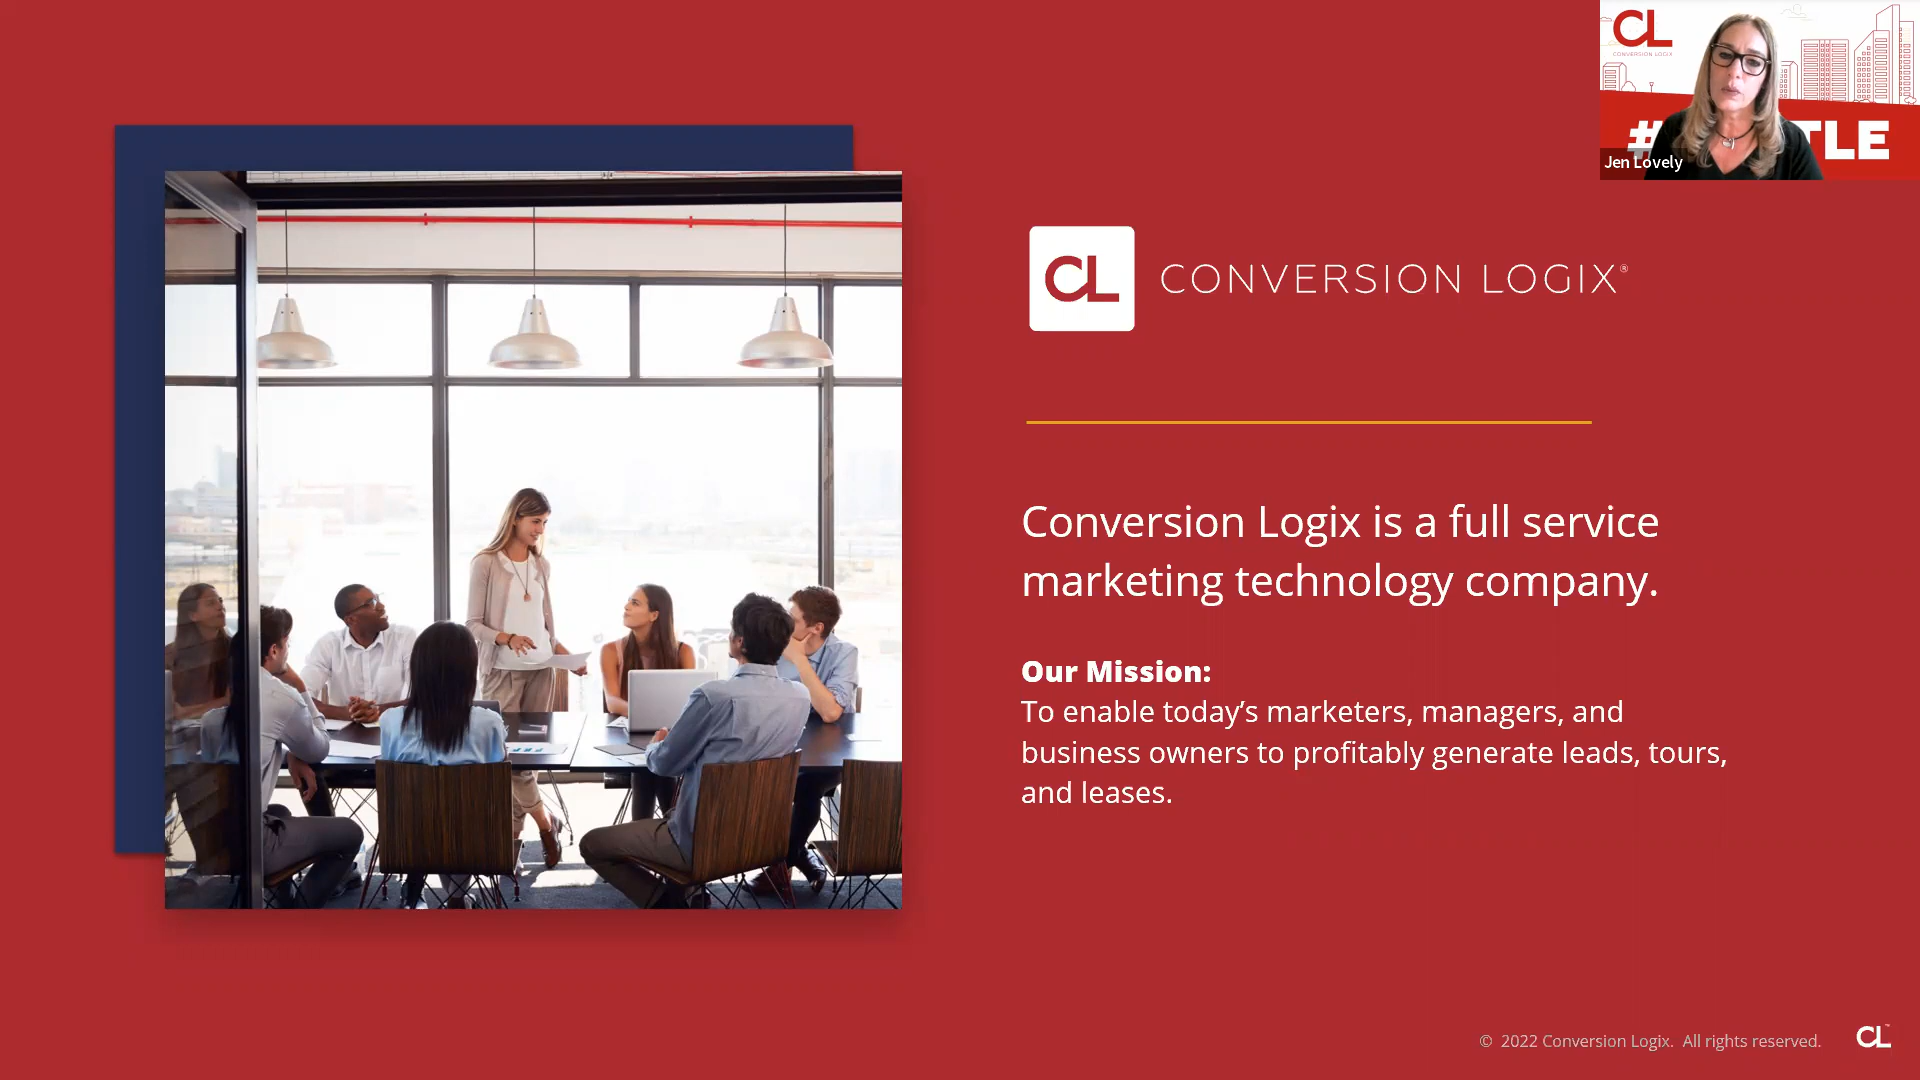 CL
CONVERSION LOGIX
Jen Lovely
CL CONVERSION LOGIX®
Conversion Logix is a full service
marketing technology company.
Our Mission:
To enable today’s marketers, managers, and
business owners to profitably generate leads, tours,
and leases.
© 2022 Conversion Logix. All rights reserved.
CL